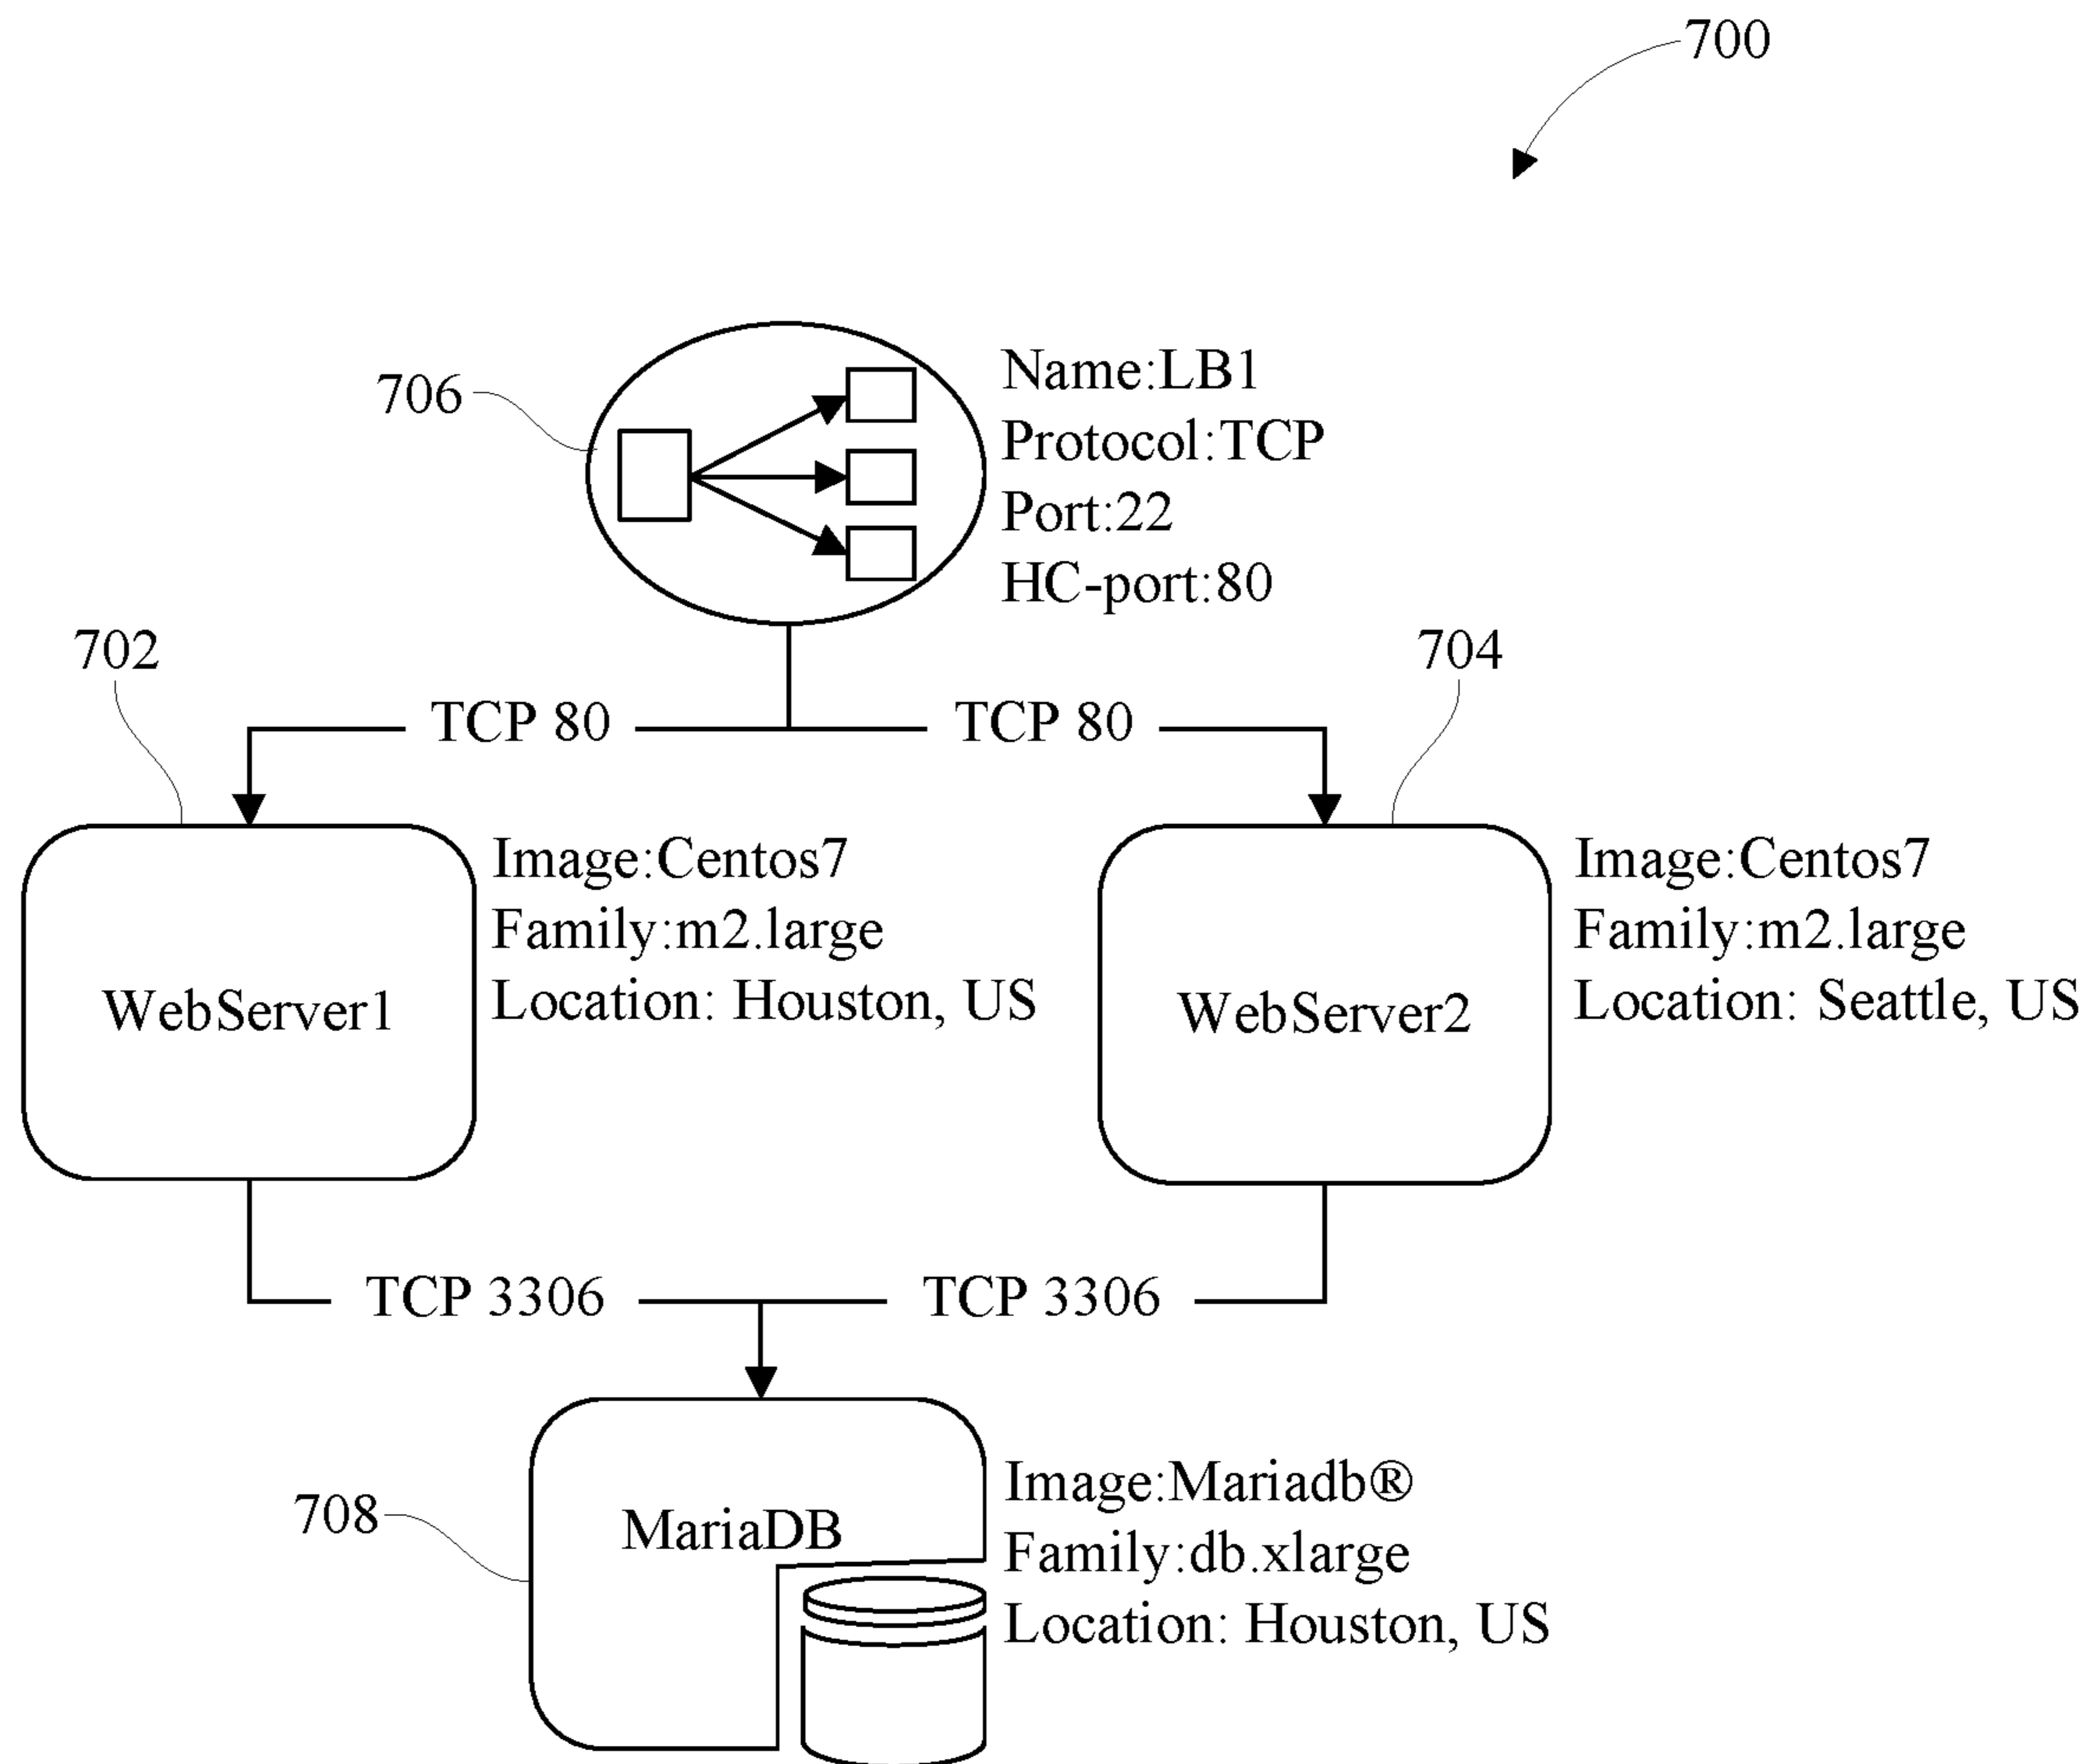 700
706
Name:LB1
Protocol:TCP
Port:22
HC-port:80
702
704
TCP 80
TCP 80
WebServer1
Image:Centos7
Family:m2.large
Location: Houston, US
WebServer2
Image:Centos7
Family:m2.large
Location: Seattle, US
TCP 3306
TCP 3306
708
MariaDB
Image:Mariadb®
Family:db.xlarge
Location: Houston, US